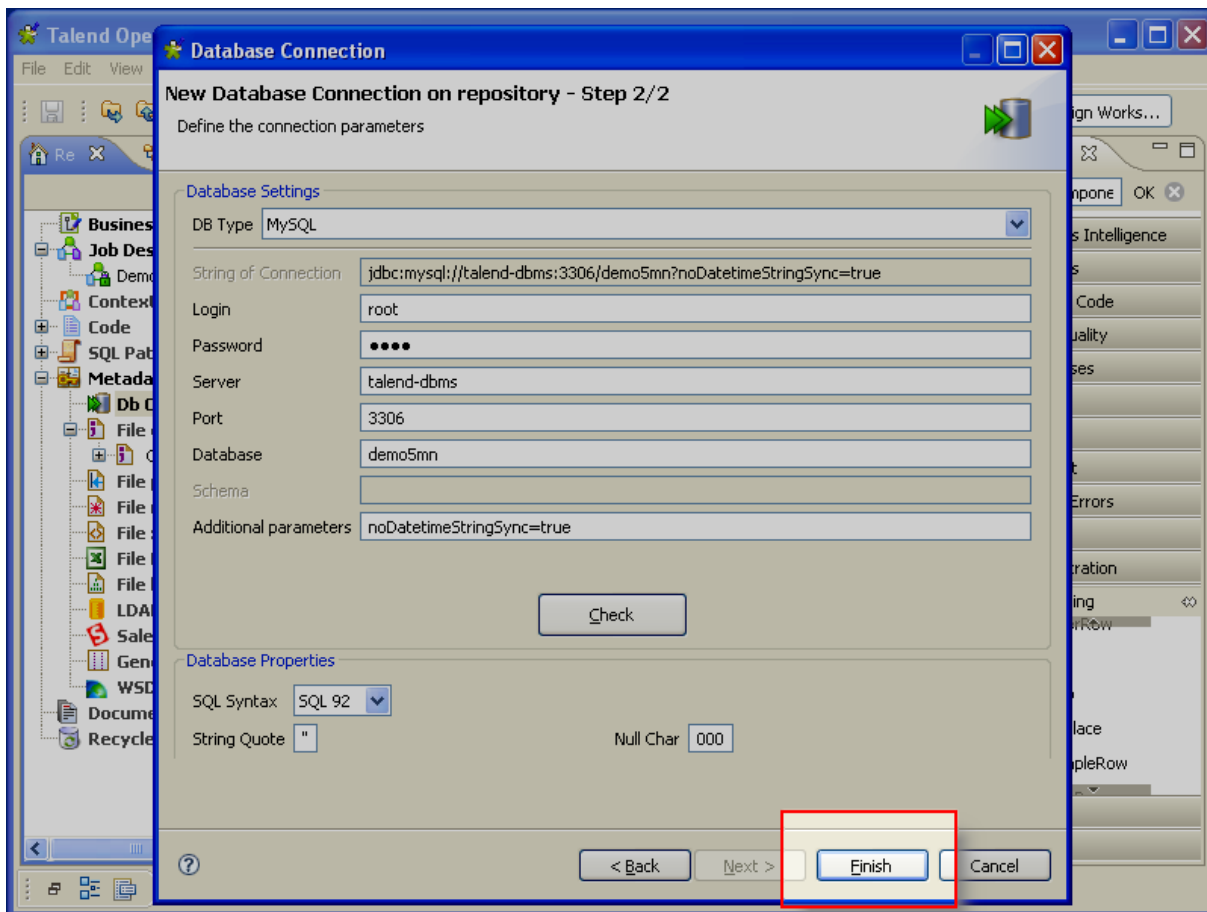 Talend Ope
File Edit View
Database Connection
New Database Connection on repository - Step 2/2
Define the connection parameters
ign Works...
Re
OK
Database Settings
DB Type MySQL
String of Connection jdbc:mysql://talend-dbms:3306/demo5mn?noDatetimeStringSync=true
Login root
Password ●●●●
Server talend-dbms
Port 3306
Database demo5mn
Schema
Additional parameters noDatetimeStringSync=true
Check
Database Properties
SQL Syntax SQL 92
String Quote "
Null Char 000
< Back
Next >
Finish
Cancel
Busines
Job Des
Demo
Context
Code
SQL Pat
Metada
Db C
File
File
File
File
File
File
LDA
Sale
Gen
WSD
Docume
Recycle
mpone
s Intelligence
s
Code
uality
ses
t
Errors
ration
ing
rRow
lace
mpleRow